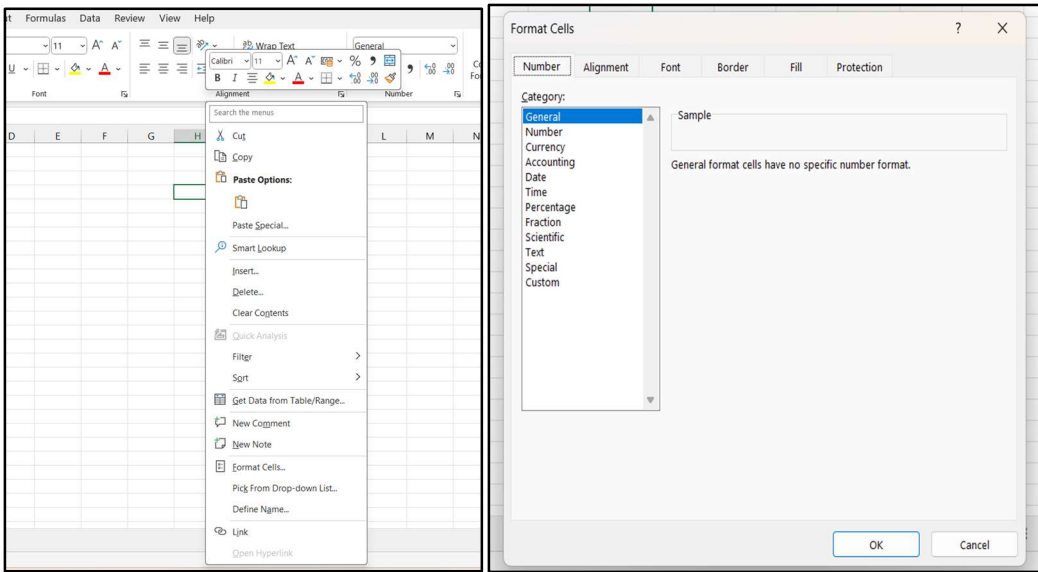 Formulas Data Review View Help
11 A^ Aˇ Wrap Text General
Calibri 11 A^ Aˇ % 9
U A B I A
Font Alignment Number
D E F G H L M N
Search the menus
Cut
Copy
Paste Options:
Paste Special...
Smart Lookup
Insert...
Delete...
Clear Contents
Quick Analysis
Filter
Sort
Get Data from Table/Range...
New Comment
New Note
Format Cells...
Pick From Drop-down List...
Define Name...
Link
Open Hyperlink
Format Cells ? X
Number Alignment Font Border Fill Protection
Category:
General
Number
Currency
Accounting
Date
Time
Percentage
Fraction
Scientific
Text
Special
Custom
Sample
General format cells have no specific number format.
OK Cancel